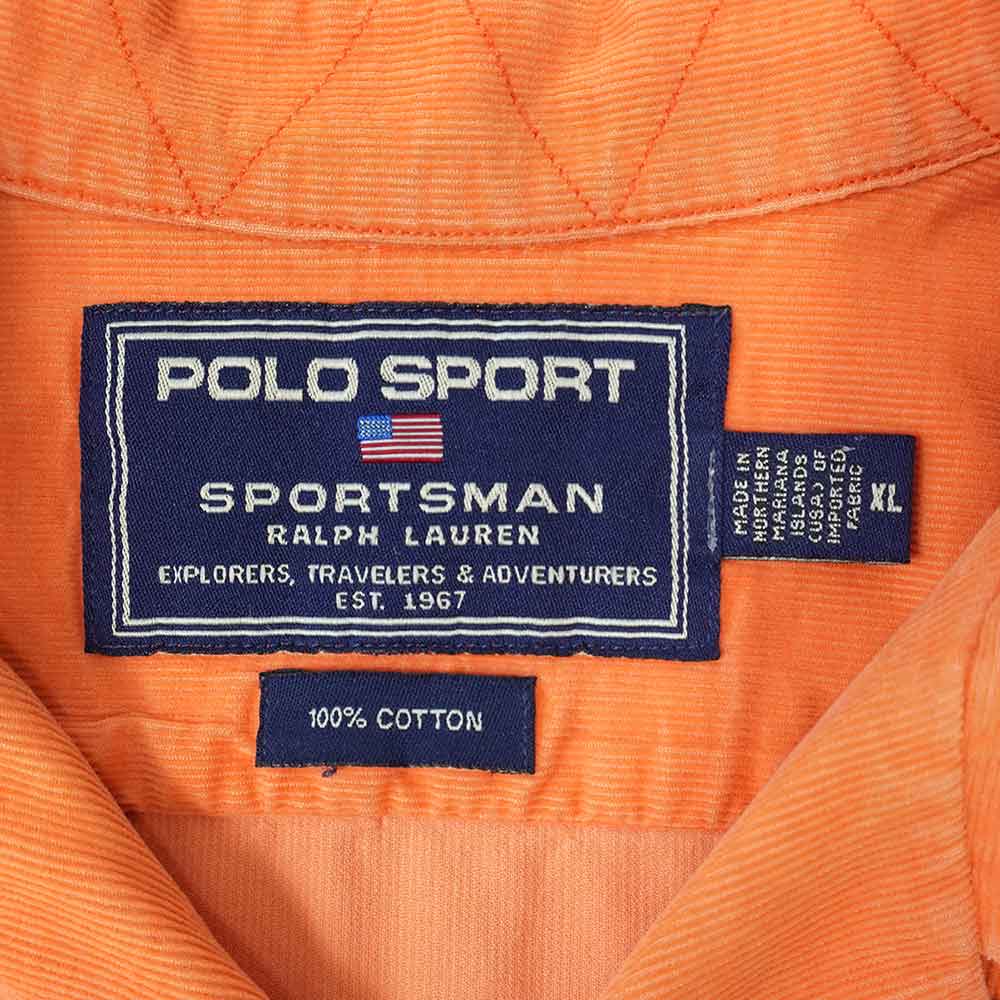 POLO SPORT
SPORTSMAN
RALPH LAUREN
EXPLORERS, TRAVELERS & ADVENTURERS
EST. 1967
MADE IN
NORTHERN
MARIANA
ISLANDS
(USA) OF
IMPORTED
FABRIC
XL
100% COTTON